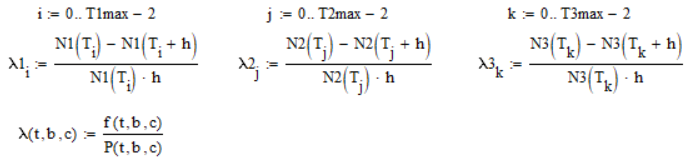 i := 0.. T1max − 2    j := 0.. T2max − 2    k := 0.. T3max − 2
λ1_i := (N1(T_i) − N1(T_i + h)) / (N1(T_i) · h)    λ2_j := (N2(T_j) − N2(T_j + h)) / (N2(T_j) · h)    λ3_k := (N3(T_k) − N3(T_k + h)) / (N3(T_k) · h)
λ(t,b,c) := f(t,b,c) / P(t,b,c)